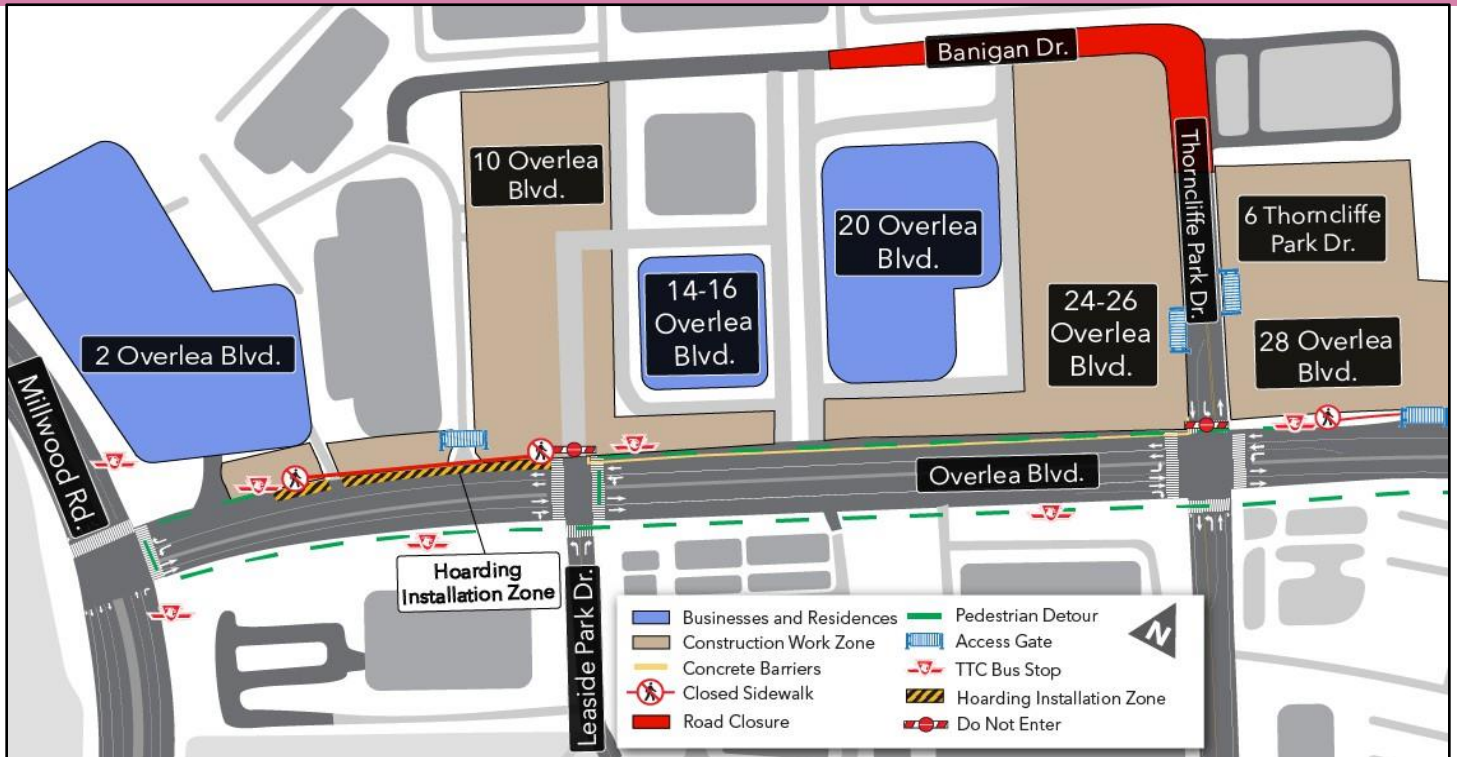 Banigan Dr.
10 Overlea
Blvd.
Thorncliffe Park Dr.
6 Thorncliffe
Park Dr.
20 Overlea
Blvd.
14-16
Overlea
Blvd.
24-26
Overlea
Blvd.
28 Overlea
Blvd.
2 Overlea Blvd.
Millwood Rd.
Overlea Blvd.
Hoarding
Installation Zone
Leaside Park Dr.
Businesses and Residences
Construction Work Zone
Concrete Barriers
Closed Sidewalk
Road Closure
Pedestrian Detour
Access Gate
TTC Bus Stop
Hoarding Installation Zone
Do Not Enter
N